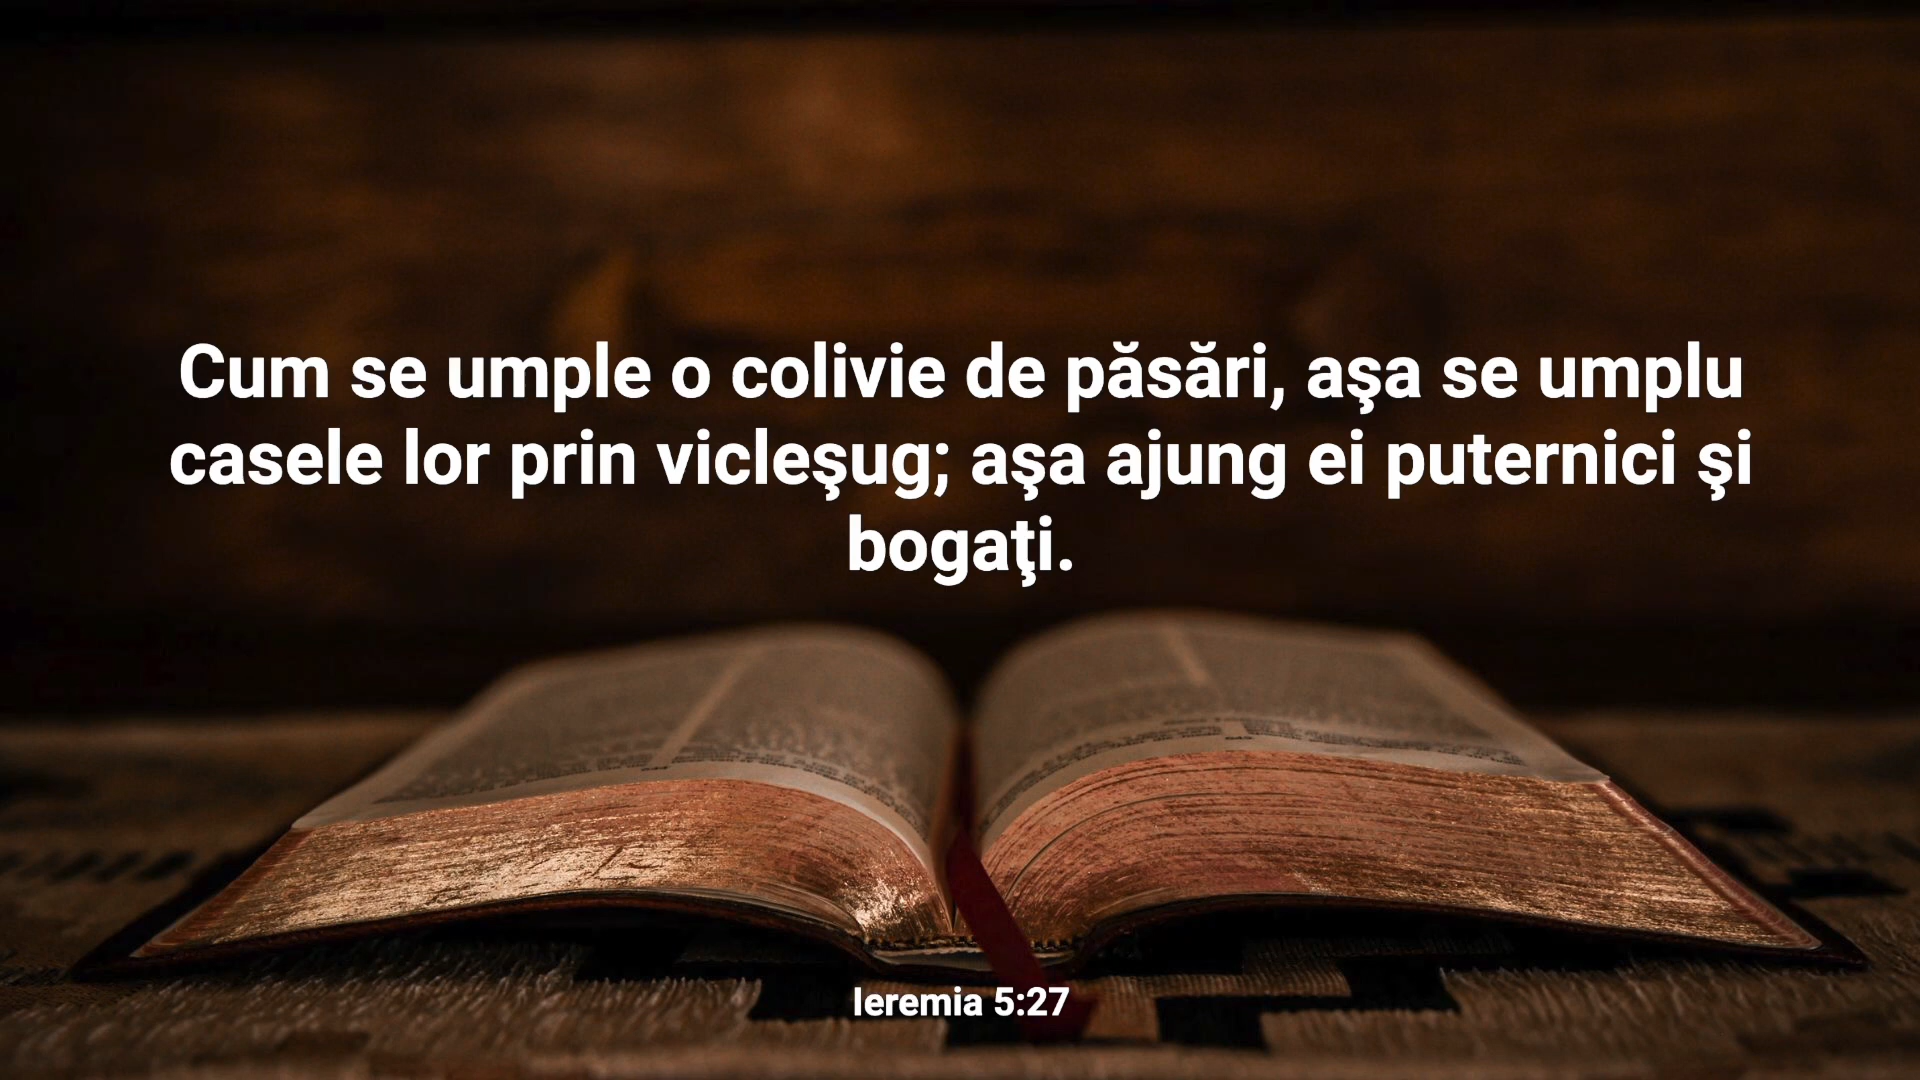 Cum se umple o colivie de păsări, aşa se umplu
casele lor prin vicleşug; aşa ajung ei puternici şi
bogaţi.
Ieremia 5:27